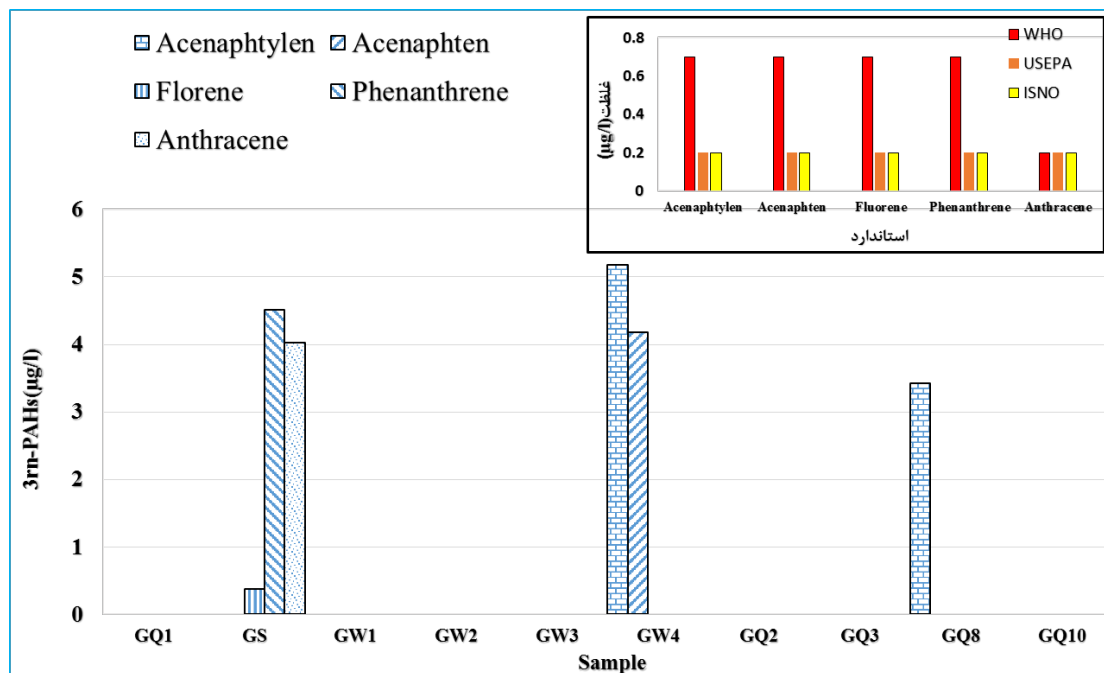 Acenaphtylen
Acenaphten
Florene
Phenanthrene
Anthracene
0.8
0.6
0.4
0.2
0
غلظت(µg/l)
WHO
USEPA
ISNO
Acenaphtylen Acenaphten Fluorene Phenanthrene Anthracene
استاندارد
6
5
4
3
2
1
0
3rn-PAHs(µg/l)
GQ1 GS GW1 GW2 GW3 GW4 GQ2 GQ3 GQ8 GQ10
Sample